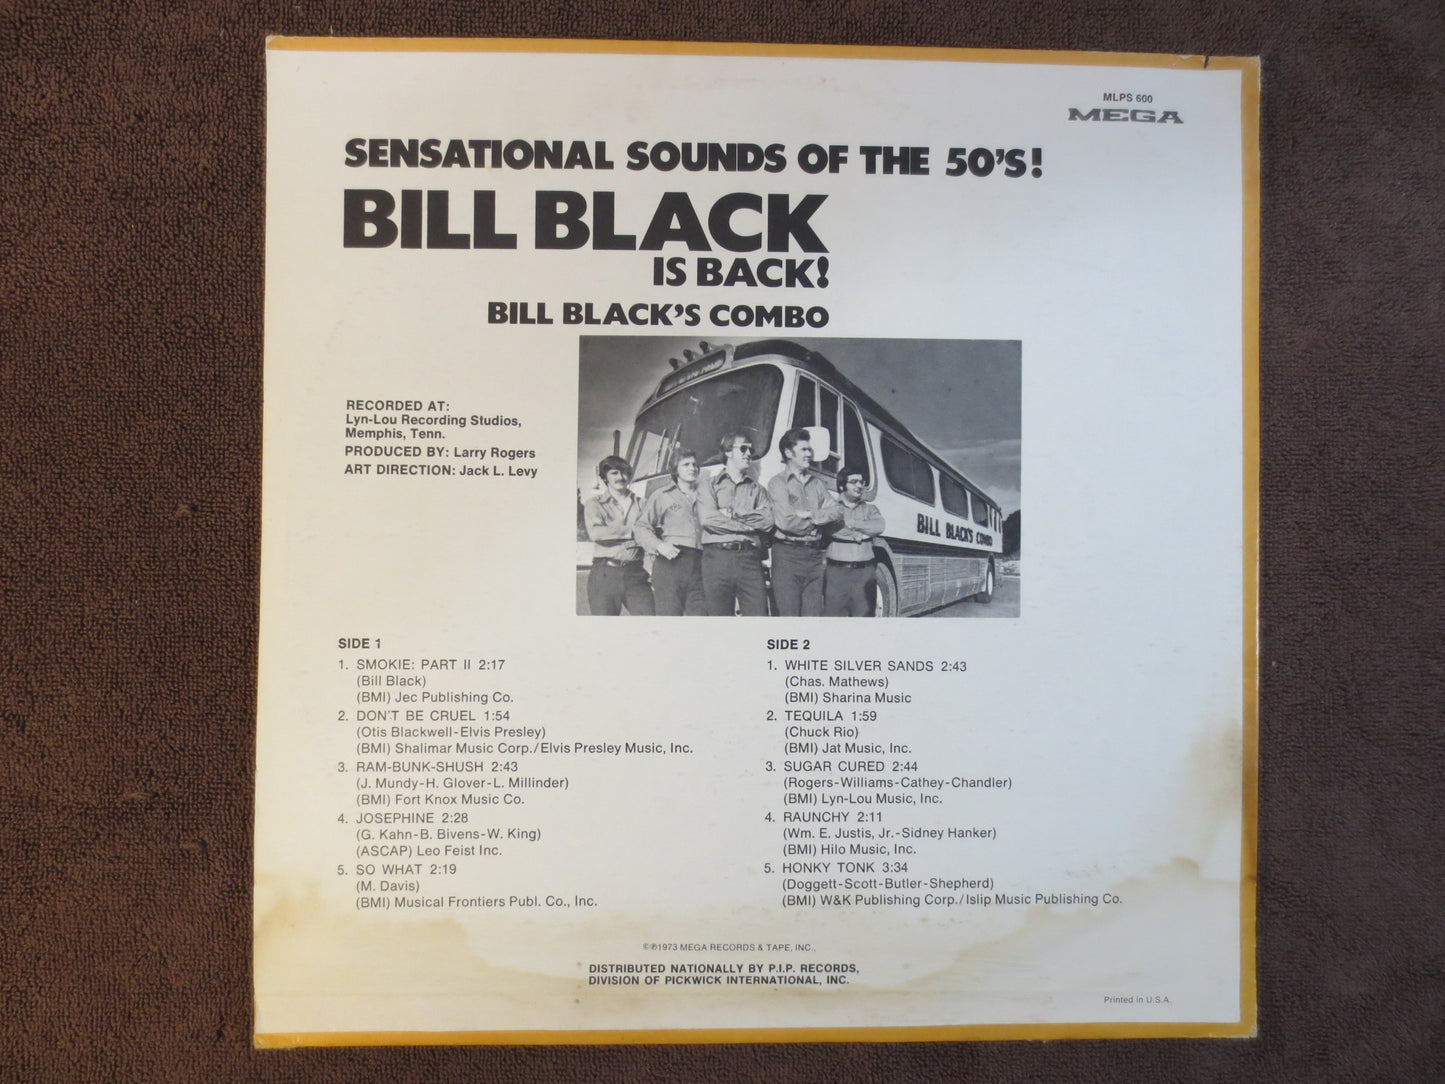 MLPS 600
MEGA
SENSATIONAL SOUNDS OF THE 50'S!
BILL BLACK
IS BACK!
BILL BLACK'S COMBO
RECORDED AT:
Lyn-Lou Recording Studios,
Memphis, Tenn.
PRODUCED BY: Larry Rogers
ART DIRECTION: Jack L. Levy
BILL BLACK'S COMBO
SIDE 1
1. SMOKIE: PART II 2:17
(Bill Black)
(BMI) Jec Publishing Co.
2. DON'T BE CRUEL 1:54
(Otis Blackwell-Elvis Presley)
(BMI) Shalimar Music Corp./Elvis Presley Music, Inc.
3. RAM-BUNK-SHUSH 2:43
(J. Mundy-H. Glover-L. Millinder)
(BMI) Fort Knox Music Co.
4. JOSEPHINE 2:28
(G. Kahn-B. Bivens-W. King)
(ASCAP) Leo Feist Inc.
5. SO WHAT 2:19
(M. Davis)
(BMI) Musical Frontiers Publ. Co., Inc.
SIDE 2
1. WHITE SILVER SANDS 2:43
(Chas. Mathews)
(BMI) Sharina Music
2. TEQUILA 1:59
(Chuck Rio)
(BMI) Jat Music, Inc.
3. SUGAR CURED 2:44
(Rogers-Williams-Cathey-Chandler)
(BMI) Lyn-Lou Music, Inc.
4. RAUNCHY 2:11
(Wm. E. Justis, Jr.-Sidney Hanker)
(BMI) Hilo Music, Inc.
5. HONKY TONK 3:34
(Doggett-Scott-Butler-Shepherd)
(BMI) W&K Publishing Corp./Islip Music Publishing Co.
©℗1973 MEGA RECORDS & TAPE, INC..
DISTRIBUTED NATIONALLY BY P.I.P. RECORDS,
DIVISION OF PICKWICK INTERNATIONAL, INC.
Printed in U.S.A.